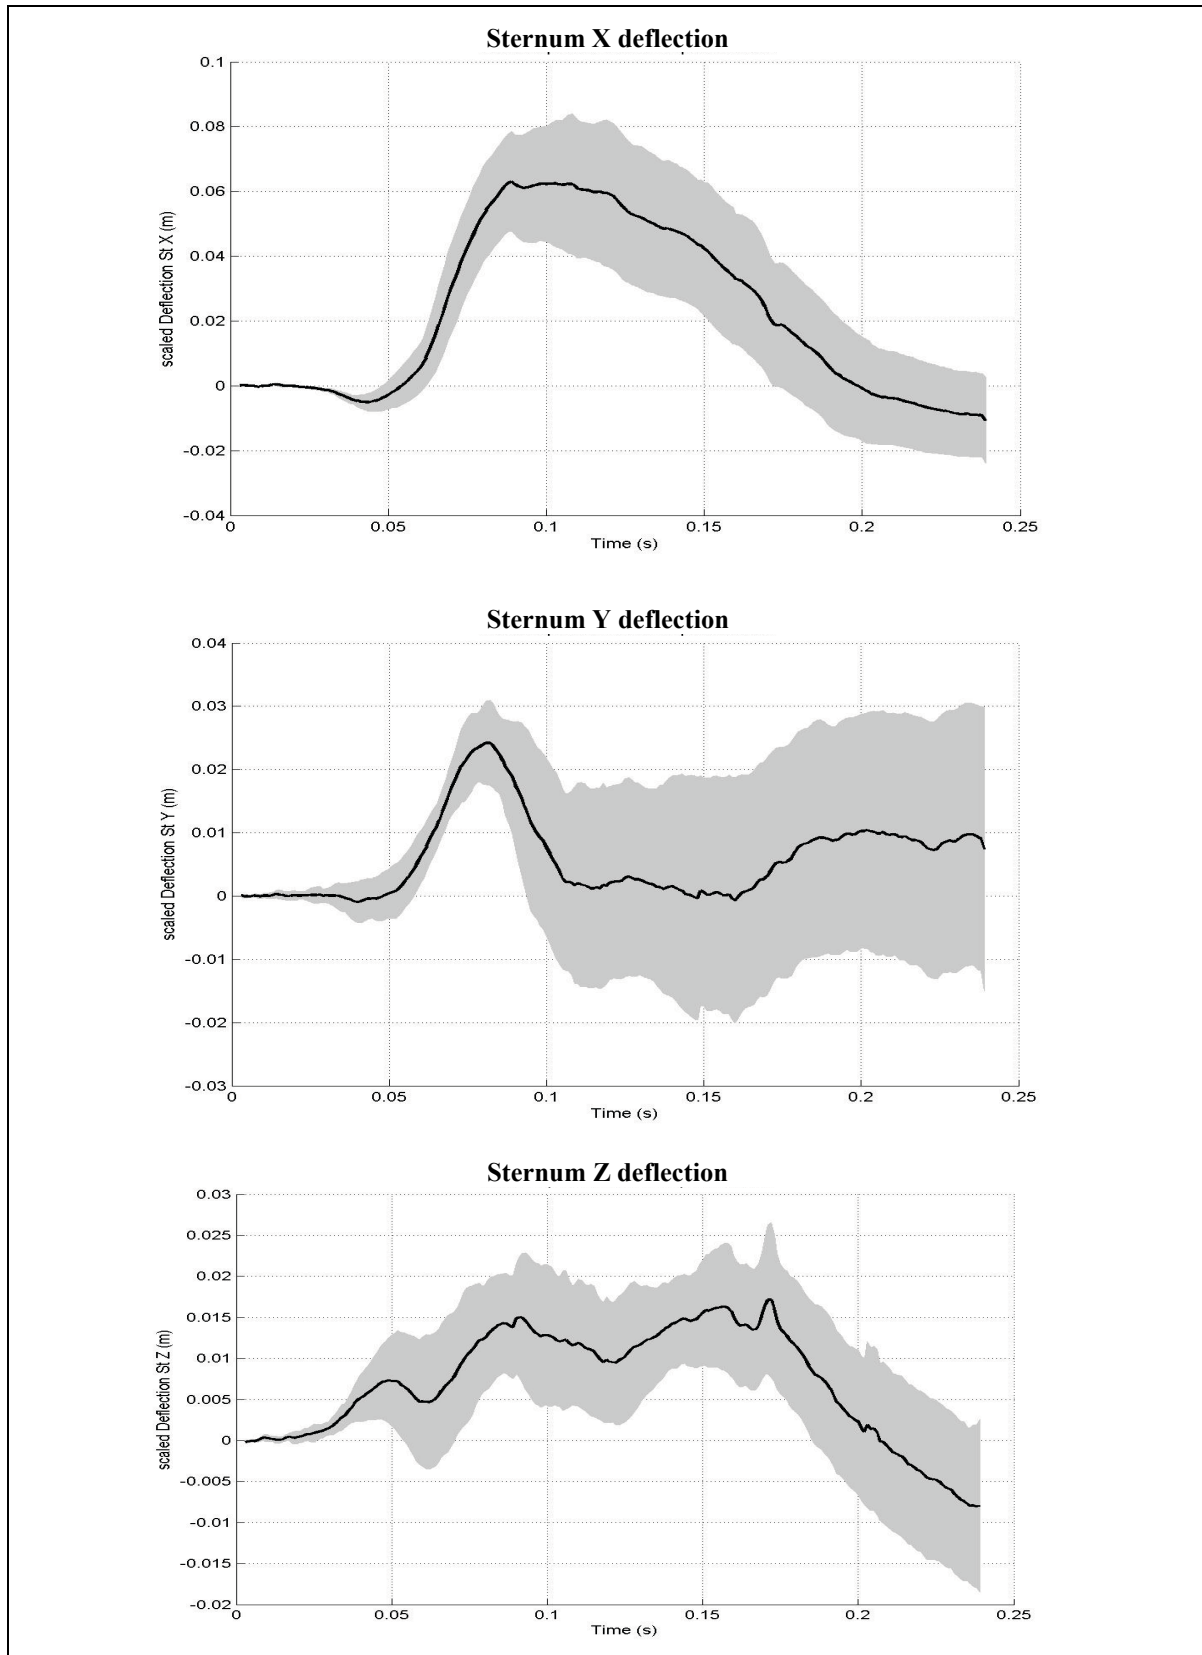 Sternum X deflection
0.1
0.08
0.06
0.04
0.02
0
-0.02
-0.04
scaled Deflection St X (m)
0 0.05 0.1 0.15 0.2 0.25
Time (s)
Sternum Y deflection
0.04
0.03
0.02
0.01
0
-0.01
-0.02
-0.03
scaled Deflection St Y (m)
0 0.05 0.1 0.15 0.2 0.25
Time (s)
Sternum Z deflection
0.03
0.025
0.02
0.015
0.01
0.005
0
-0.005
-0.01
-0.015
-0.02
scaled Deflection St Z (m)
0 0.05 0.1 0.15 0.2 0.25
Time (s)